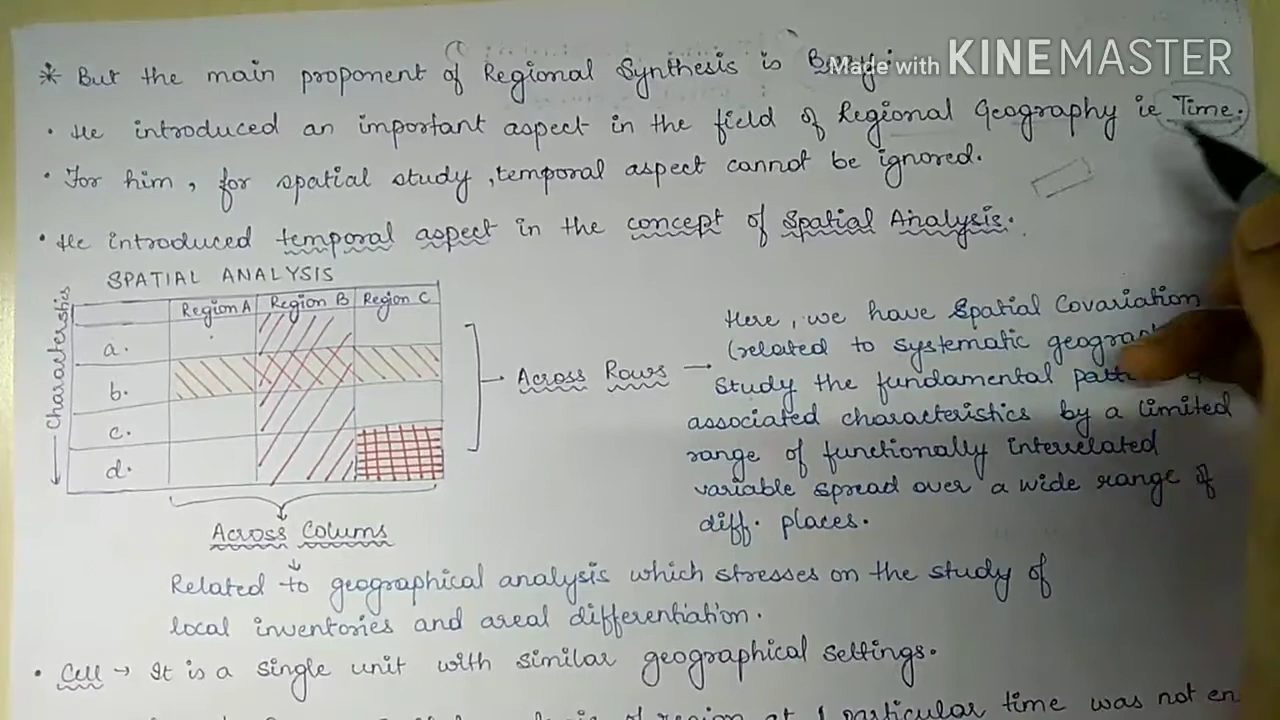 Made with KINEMASTER
* But the main proponent of Regional Synthesis is
• He introduced an important aspect in the field of Regional Geography ie Time.
• For him, for spatial study, temporal aspect cannot be ignored.
• He introduced temporal aspect in the concept of Spatial Analysis.
SPATIAL ANALYSIS
Characteristics
Region A Region B Region C
a.
b.
c.
d.
Across Rows
Here, we have Spatial Covariation
(related to systematic
Study the fundamental
associated characteristics by a limited
range of functionally interrelated
variable spread over a wide range of
diff. places.
Across Colums
Related to geographical analysis which stresses on the study of
local inventories and areal differentiation.
• Cell → It is a single unit with similar geographical settings.
of region at 1 particular time was not